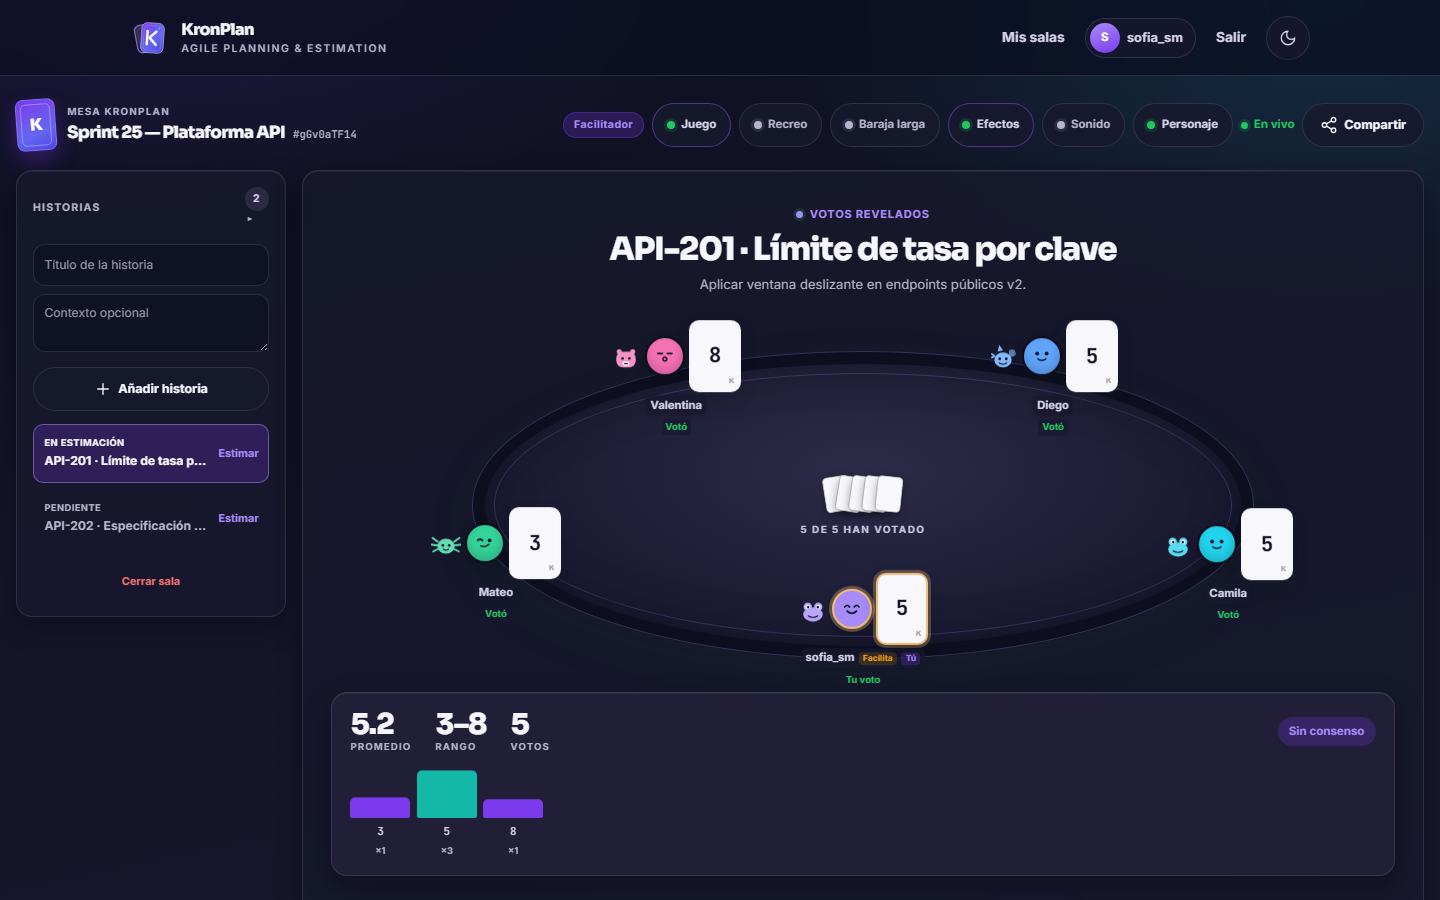 K
KronPlan
AGILE PLANNING & ESTIMATION
Mis salas
S
sofia_sm
Salir
K
MESA KRONPLAN
Sprint 25 — Plataforma API #gGv0aTF14
Facilitador
Juego
Recreo
Baraja larga
Efectos
Sonido
Personaje
En vivo
Compartir
HISTORIAS
2
Título de la historia
Contexto opcional
Añadir historia
EN ESTIMACIÓN
API-201 · Límite de tasa p...
Estimar
PENDIENTE
API-202 · Especificación ...
Estimar
Cerrar sala
VOTOS REVELADOS
API-201 · Límite de tasa por clave
Aplicar ventana deslizante en endpoints públicos v2.
8
K
Valentina
Votó
5
K
Diego
Votó
5 DE 5 HAN VOTADO
3
K
Mateo
Votó
5
K
Camila
Votó
5
K
sofia_sm Facilita Tú
Tu voto
5.2
PROMEDIO
3–8
RANGO
5
VOTOS
Sin consenso
3
×1
5
×3
8
×1